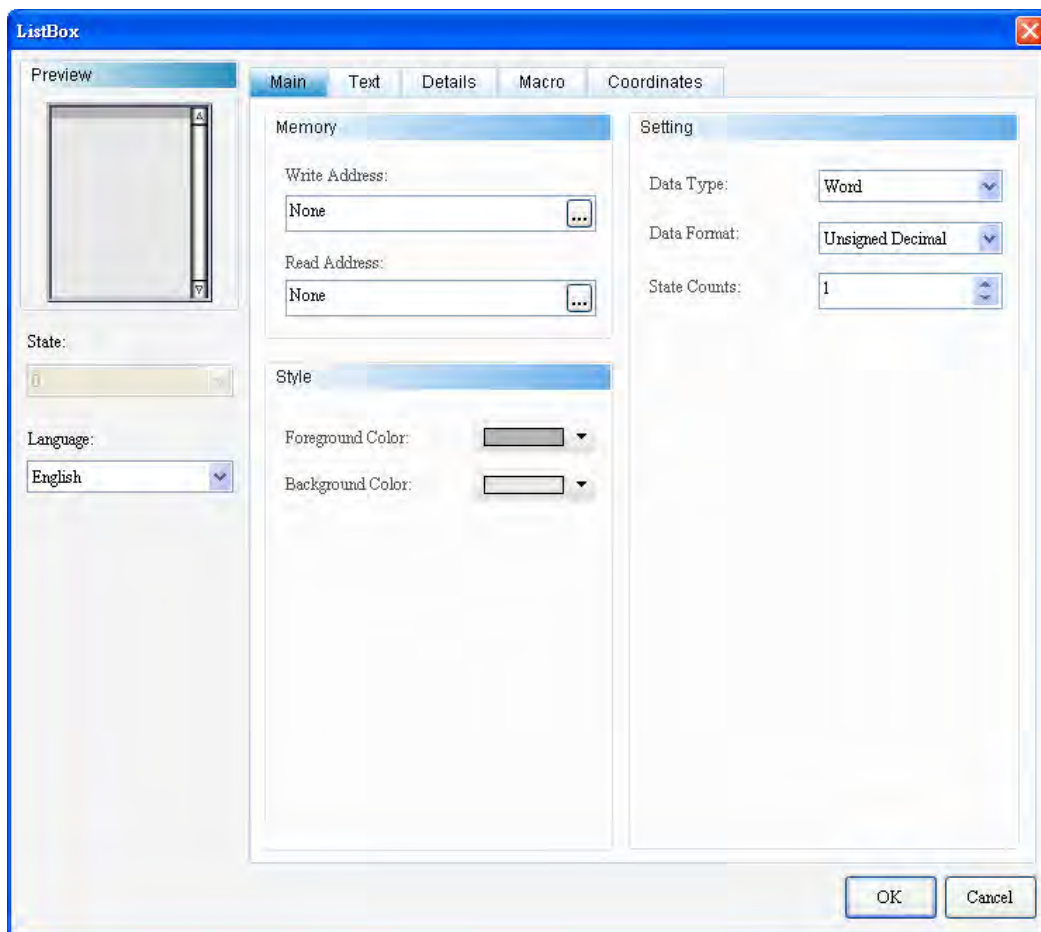 ListBox
Preview
Main Text Details Macro Coordinates
Memory
Write Address:
None
...
Read Address:
None
...
Setting
Data Type:
Word
Data Format:
Unsigned Decimal
State Counts:
1
State:
0
Language:
English
Style
Foreground Color:
Background Color:
OK
Cancel